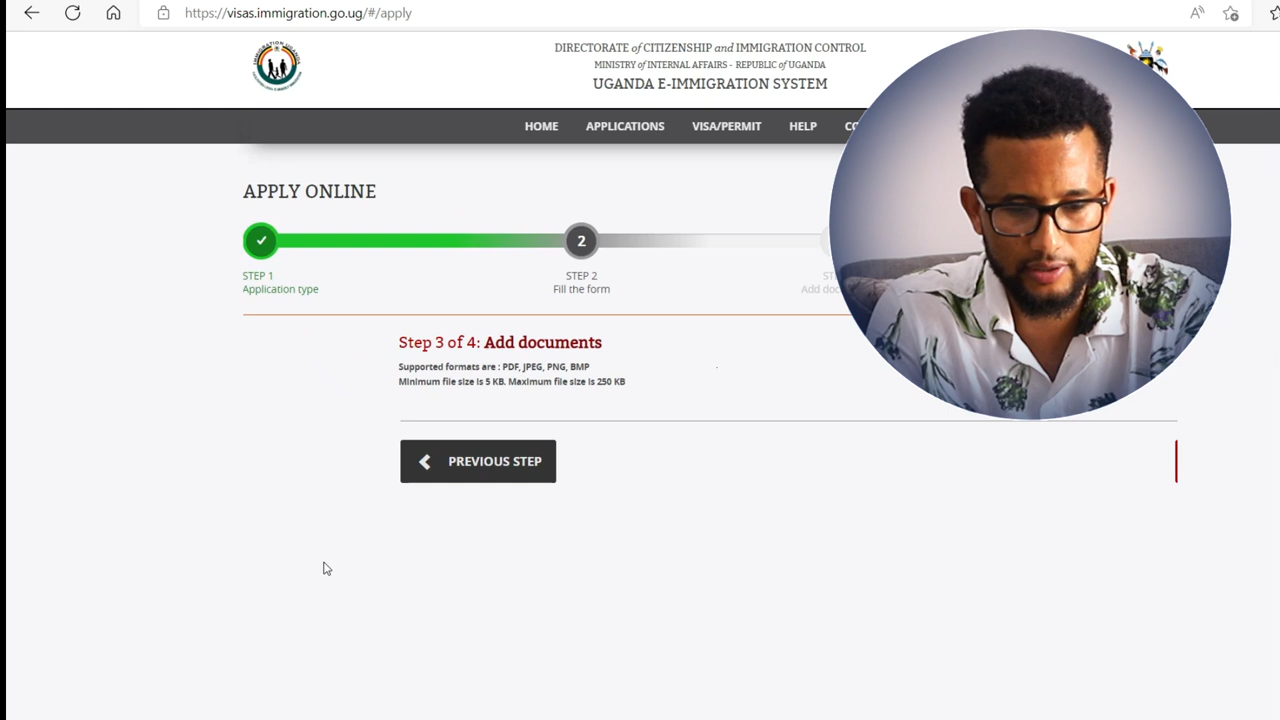 https://visas.immigration.go.ug/#/apply
DIRECTORATE of CITIZENSHIP and IMMIGRATION CONTROL
MINISTRY of INTERNAL AFFAIRS - REPUBLIC of UGANDA
UGANDA E-IMMIGRATION SYSTEM
HOME APPLICATIONS VISA/PERMIT HELP
APPLY ONLINE
2
STEP 1
Application type
STEP 2
Fill the form
Add
Step 3 of 4: Add documents
Supported formats are : PDF, JPEG, PNG, BMP
Minimum file size is 5 KB. Maximum file size is 250 KB
PREVIOUS STEP